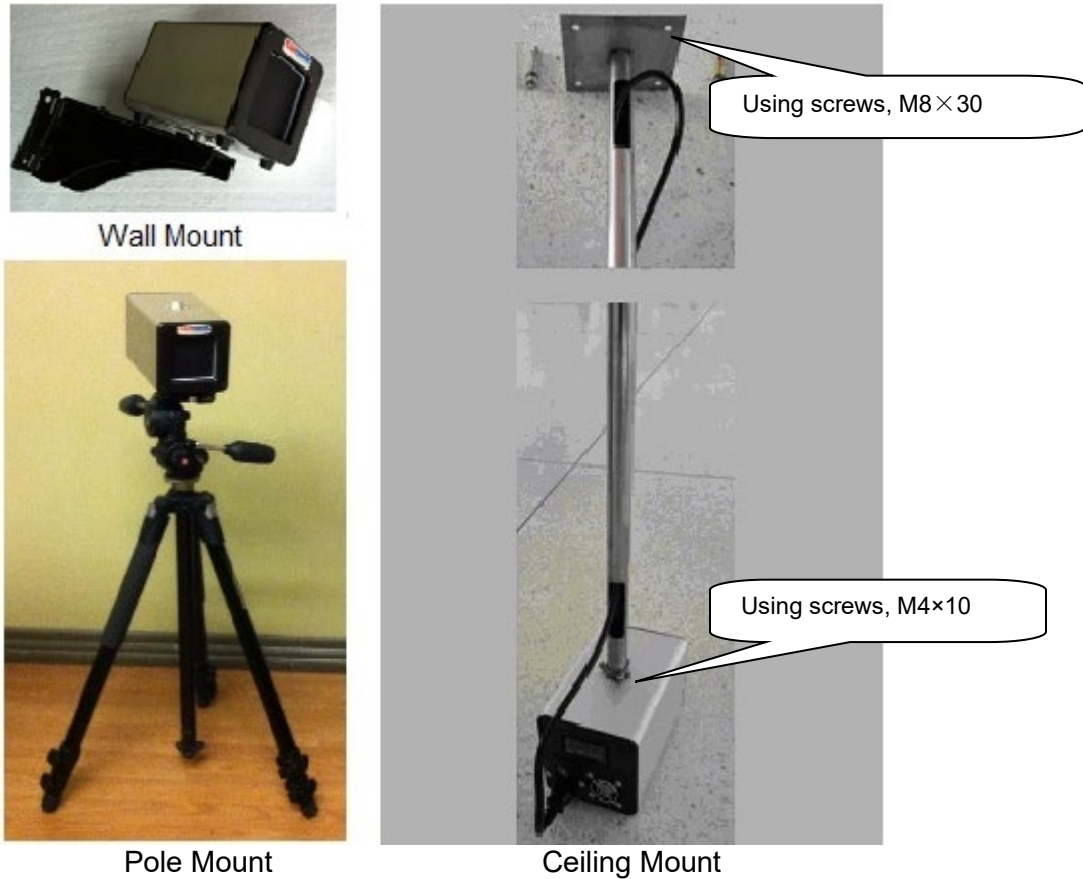 Wall Mount
Using screws, M8×30
Using screws, M4×10
Pole Mount
Ceiling Mount